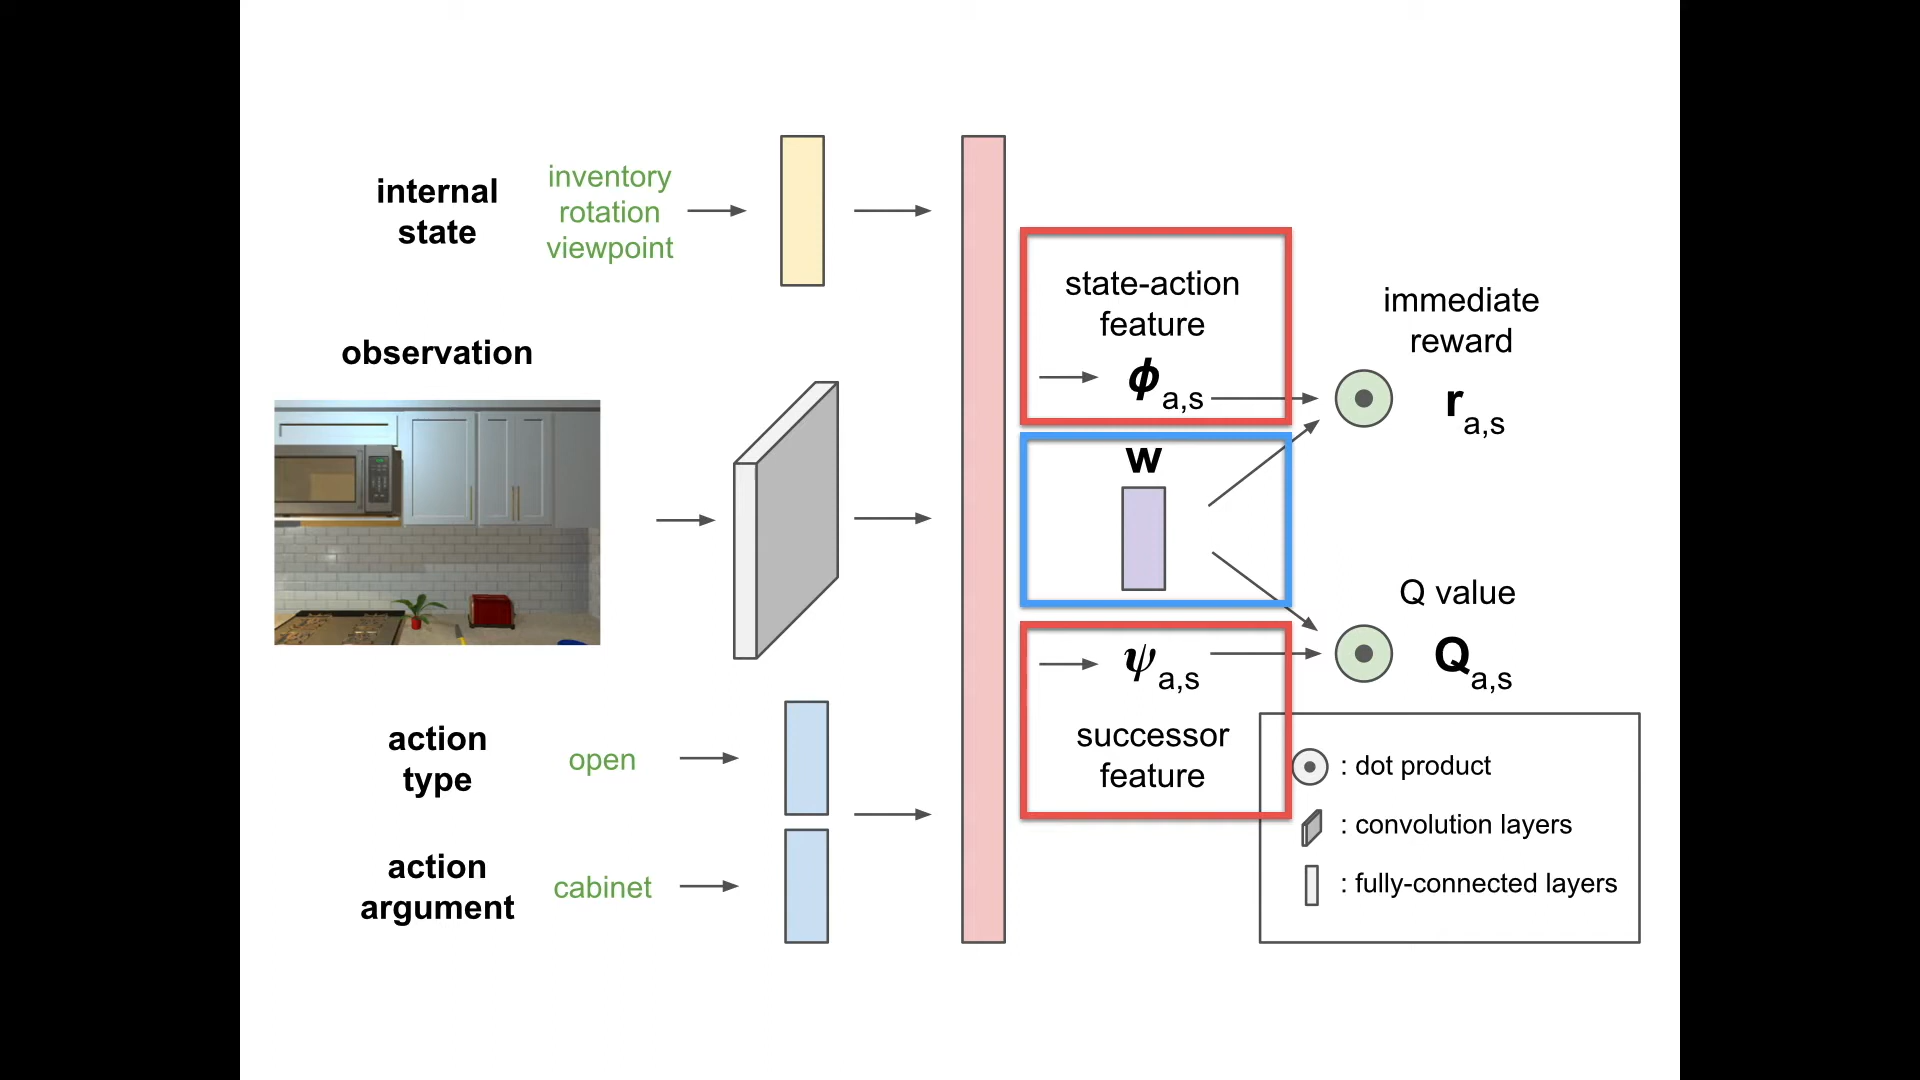 internal
state
inventory
rotation
viewpoint
observation
action
type
open
action
argument
cabinet
state-action
feature
ϕa,s
w
ψa,s
successor
feature
immediate
reward
ra,s
Q value
Qa,s
: dot product
: convolution layers
: fully-connected layers